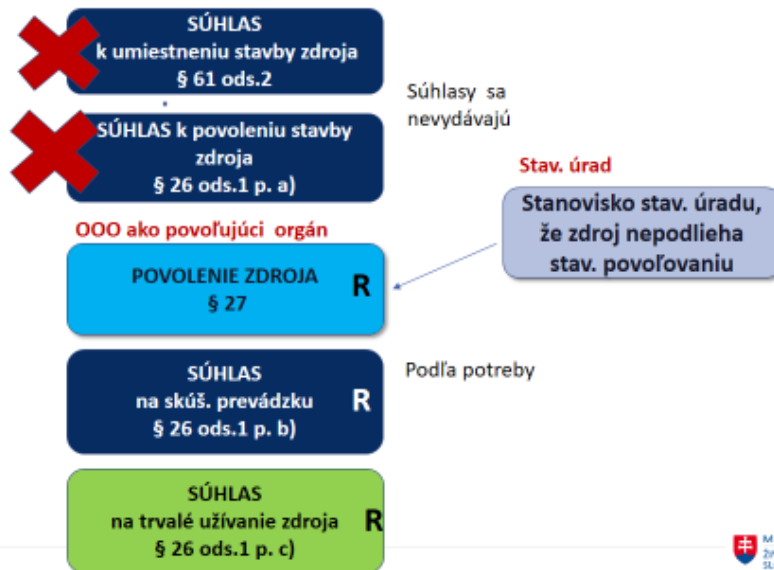 SÚHLAS
k umiestneniu stavby zdroja
§ 61 ods.2
Súhlasy sa
nevydávajú
SÚHLAS k povoleniu stavby
zdroja
§ 26 ods.1 p. a)
Stav. úrad
Stanovisko stav. úradu,
že zdroj nepodlieha
stav. povoľovaniu
OOO ako povoľujúci orgán
POVOLENIE ZDROJA
§ 27
R
SÚHLAS
na skúš. prevádzku
§ 26 ods.1 p. b)
R
Podľa potreby
SÚHLAS
na trvalé užívanie zdroja
§ 26 ods.1 p. c)
R